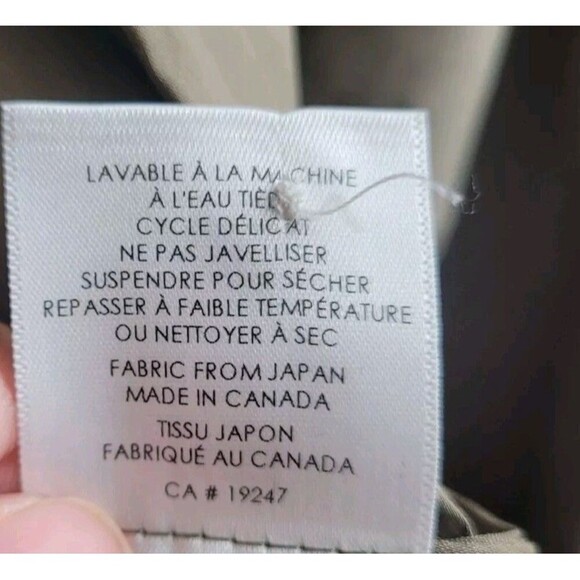 LAVABLE À LA MACHINE
À L'EAU TIÈDE
CYCLE DÉLICAT
NE PAS JAVELLISER
SUSPENDRE POUR SÉCHER
REPASSER À FAIBLE TEMPÉRATURE
OU NETTOYER À SEC
FABRIC FROM JAPAN
MADE IN CANADA
TISSU JAPON
FABRIQUÉ AU CANADA
CA # 19247